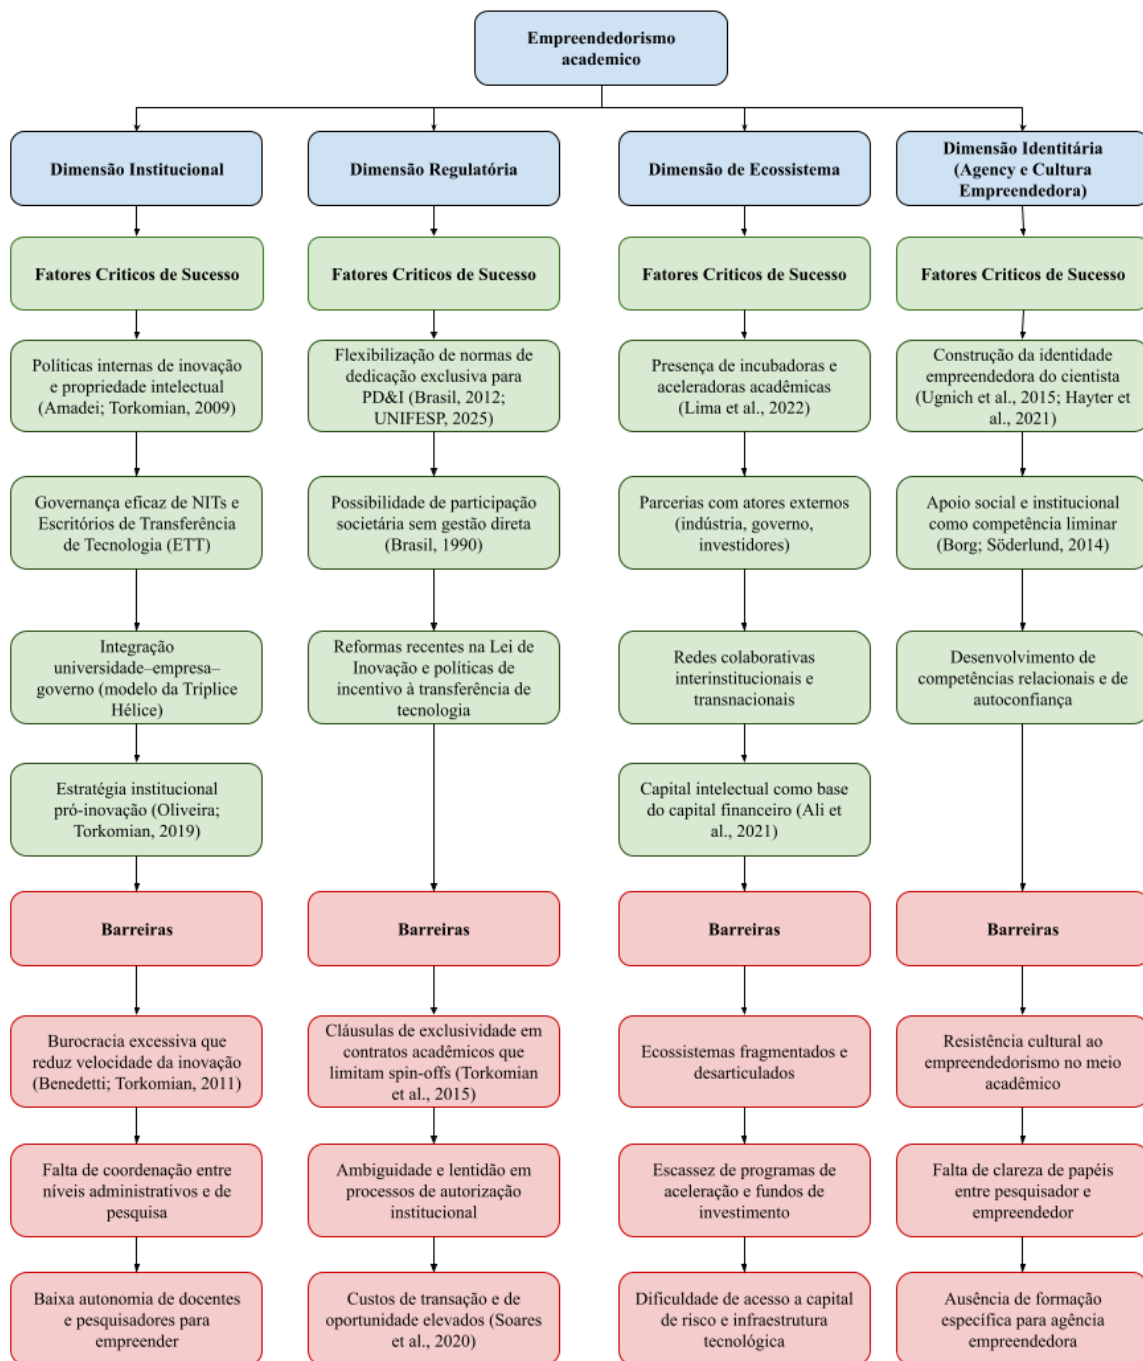 Empreendedorismo
academico
Dimensão Institucional
Fatores Criticos de Sucesso
Políticas internas de inovação
e propriedade intelectual
(Amadei; Torkomian, 2009)
Governança eficaz de NITs e
Escritórios de Transferência
de Tecnologia (ETT)
Integração
universidade–empresa–
governo (modelo da Tríplice
Hélice)
Estratégia institucional
pró-inovação (Oliveira;
Torkomian, 2019)
Barreiras
Burocracia excessiva que
reduz velocidade da inovação
(Benedetti; Torkomian, 2011)
Falta de coordenação entre
níveis administrativos e de
pesquisa
Baixa autonomia de docentes
e pesquisadores para
empreender
Dimensão Regulatória
Fatores Criticos de Sucesso
Flexibilização de normas de
dedicação exclusiva para
PD&I (Brasil, 2012;
UNIFESP, 2025)
Possibilidade de participação
societária sem gestão direta
(Brasil, 1990)
Reformas recentes na Lei de
Inovação e políticas de
incentivo à transferência de
tecnologia
Barreiras
Cláusulas de exclusividade em
contratos acadêmicos que
limitam spin-offs (Torkomian
et al., 2015)
Ambiguidade e lentidão em
processos de autorização
institucional
Custos de transação e de
oportunidade elevados (Soares
et al., 2020)
Dimensão de Ecossistema
Fatores Criticos de Sucesso
Presença de incubadoras e
aceleradoras acadêmicas
(Lima et al., 2022)
Parcerias com atores externos
(indústria, governo,
investidores)
Redes colaborativas
interinstitucionais e
transnacionais
Capital intelectual como base
do capital financeiro (Ali et
al., 2021)
Barreiras
Ecossistemas fragmentados e
desarticulados
Escassez de programas de
aceleração e fundos de
investimento
Dificuldade de acesso a capital
de risco e infraestrutura
tecnológica
Dimensão Identitária
(Agency e Cultura
Empreendedora)
Fatores Criticos de Sucesso
Construção da identidade
empreendedora do cientista
(Ugnich et al., 2015; Hayter et
al., 2021)
Apoio social e institucional
como competência liminar
(Borg; Söderlund, 2014)
Desenvolvimento de
competências relacionais e de
autoconfiança
Barreiras
Resistência cultural ao
empreendedorismo no meio
acadêmico
Falta de clareza de papéis
entre pesquisador e
empreendedor
Ausência de formação
específica para agência
empreendedora